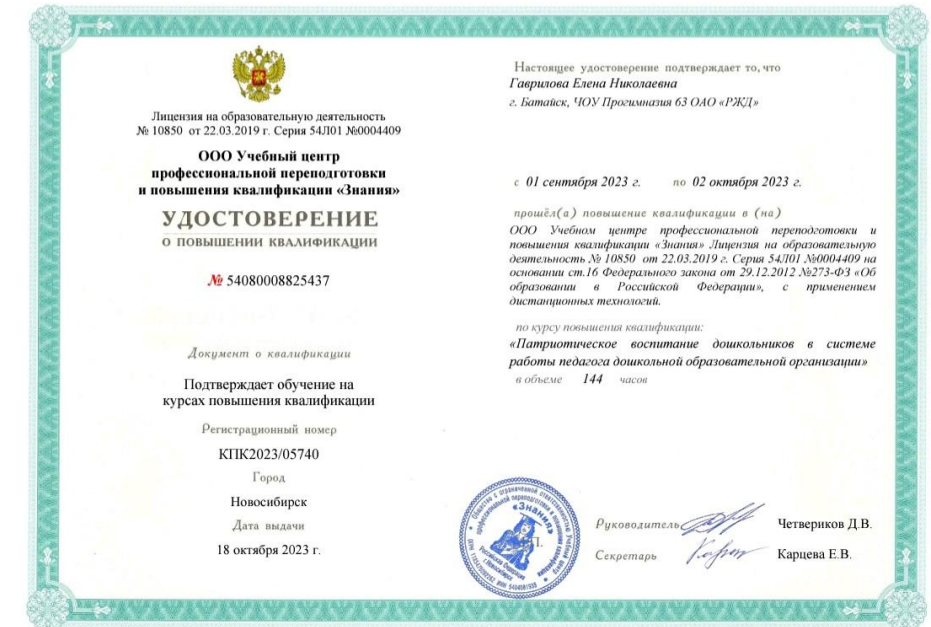 Лицензия на образовательную деятельность
№ 10850 от 22.03.2019 г. Серия 54Л01 №0004409
ООО Учебный центр
профессиональной переподготовки
и повышения квалификации «Знания»
УДОСТОВЕРЕНИЕ
О ПОВЫШЕНИИ КВАЛИФИКАЦИИ
№ 54080008825437
Документ о квалификации
Подтверждает обучение на
курсах повышения квалификации
Регистрационный номер
КПК2023/05740
Город
Новосибирск
Дата выдачи
18 октября 2023 г.
Настоящее удостоверение подтверждает то, что
Гаврилова Елена Николаевна
г. Батайск, ЧОУ Прогимназия 63 ОАО «РЖД»
с 01 сентября 2023 г. по 02 октября 2023 г.
прошёл(а) повышение квалификации в (на)
ООО Учебном центре профессиональной переподготовки и
повышения квалификации «Знания» Лицензия на образовательную
деятельность № 10850 от 22.03.2019 г. Серия 54Л01 №0004409 на
основании ст.16 Федерального закона от 29.12.2012 №273-ФЗ «Об
образовании в Российской Федерации», с применением
дистанционных технологий.
по курсу повышения квалификации:
«Патриотическое воспитание дошкольников в системе
работы педагога дошкольной образовательной организации»
в объеме 144 часов
«Знания»
Российская Федерация
г.Новосибирск
М.П.
Руководитель Четвериков Д.В.
Секретарь Карцева Е.В.